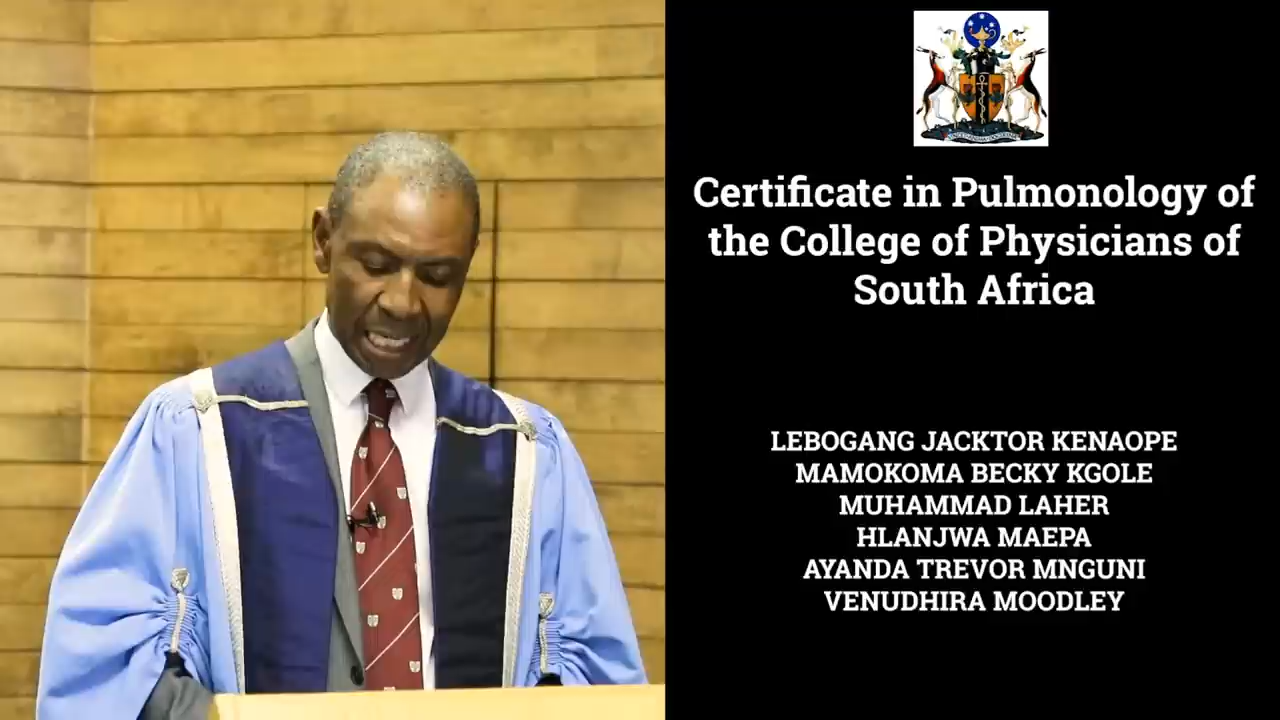 Certificate in Pulmonology of
the College of Physicians of
South Africa
LEBOGANG JACKTOR KENAOPE
MAMOKOMA BECKY KGOLE
MUHAMMAD LAHER
HLANJWA MAEPA
AYANDA TREVOR MNGUNI
VENUDHIRA MOODLEY